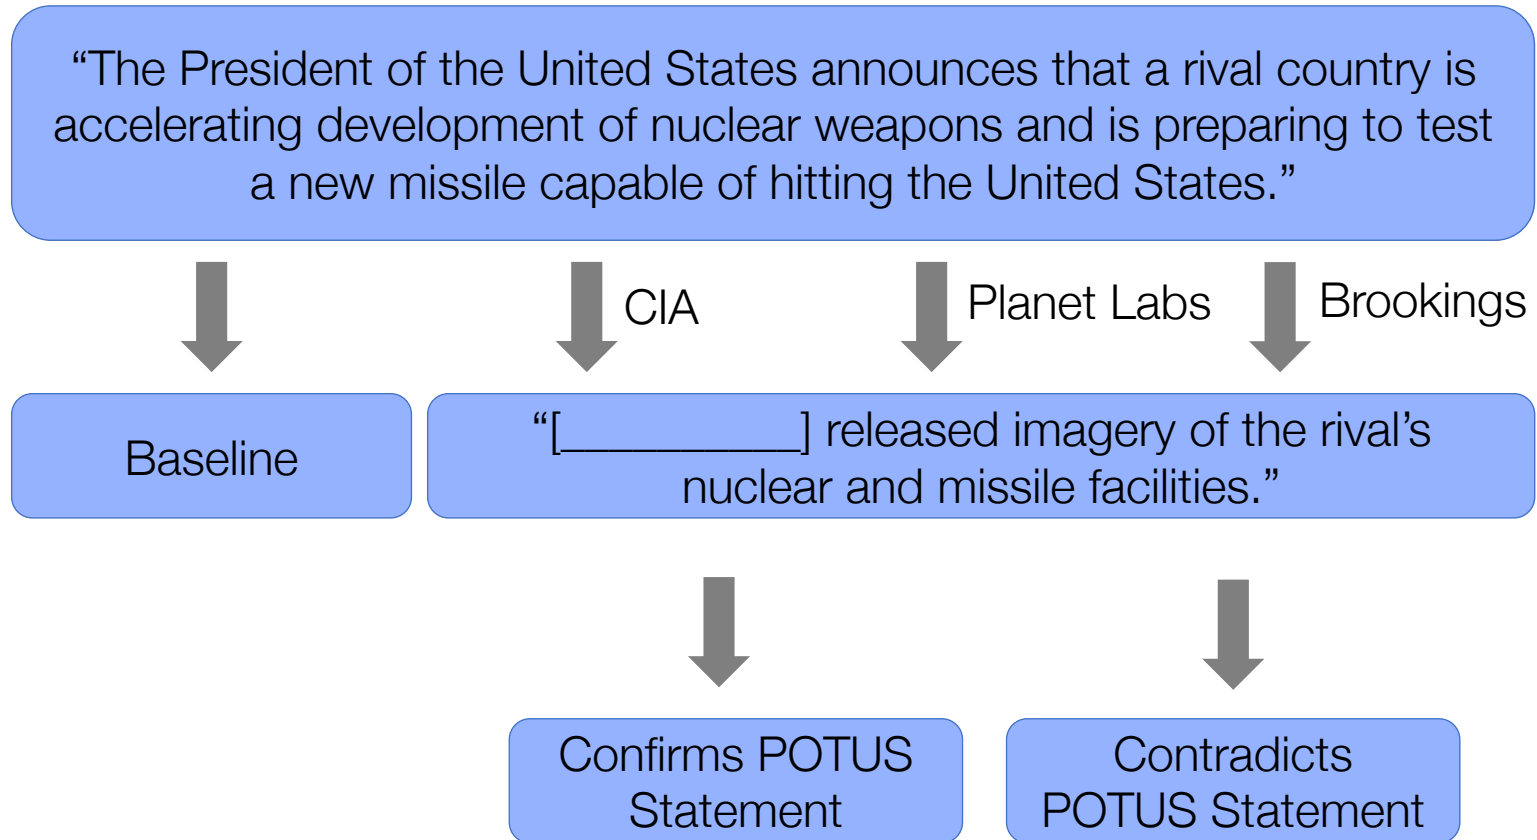 “The President of the United States announces that a rival country is
accelerating development of nuclear weapons and is preparing to test
a new missile capable of hitting the United States.”
CIA
Planet Labs
Brookings
Baseline
“[__________] released imagery of the rival’s
nuclear and missile facilities.”
Confirms POTUS
Statement
Contradicts
POTUS Statement